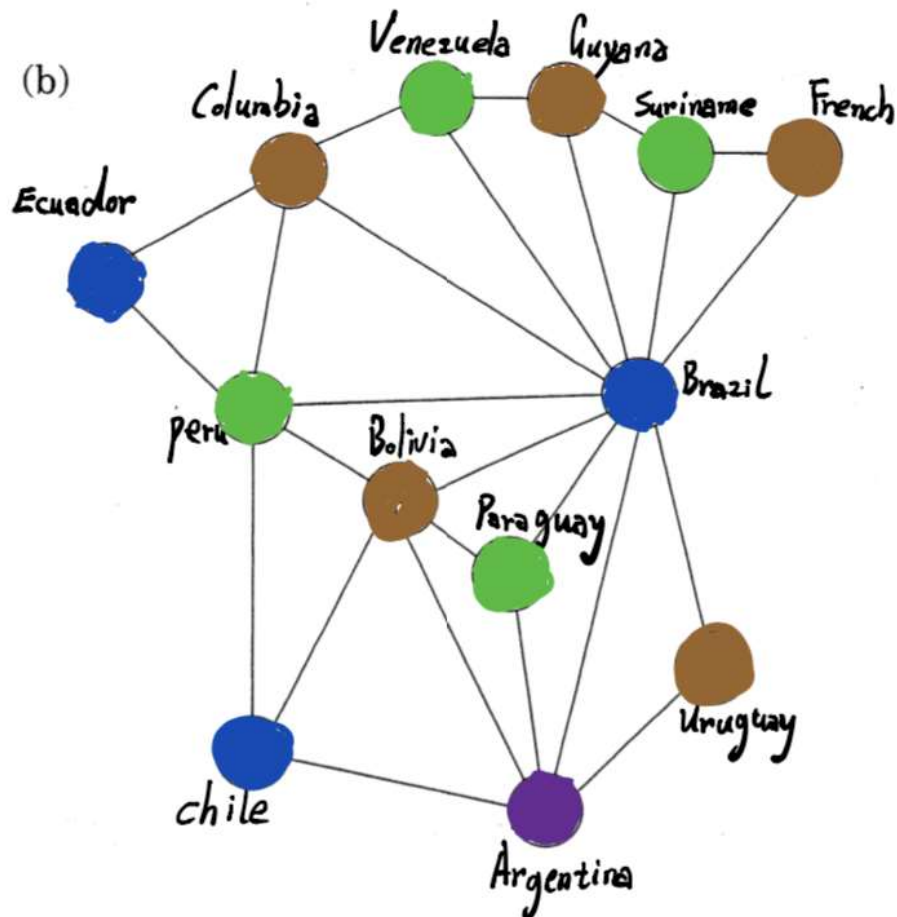 (b)
Venezuela
Guyana
Columbia
Suriname
French
Ecuador
Brazil
peru
Bolivia
Paraguay
Uruguay
chile
Argentina